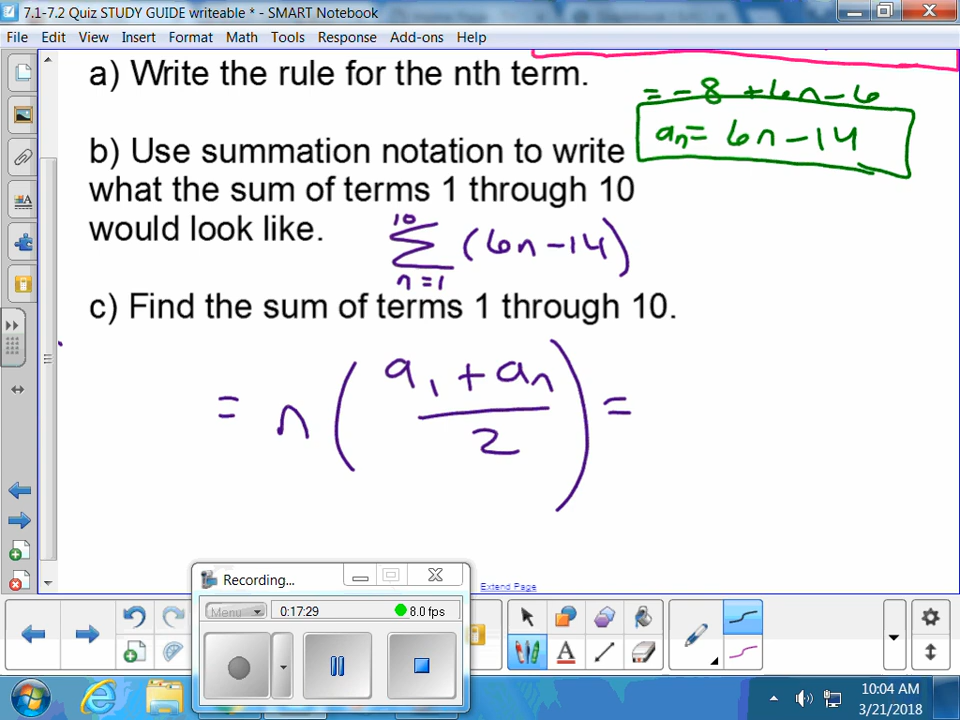 7.1-7.2 Quiz STUDY GUIDE writeable * - SMART Notebook
File Edit View Insert Format Math Tools Response Add-ons Help
a) Write the rule for the nth term.
= -8 +6n-6
aₙ= 6n-14
b) Use summation notation to write
what the sum of terms 1 through 10
would look like.
10
Σ (6n-14)
n=1
c) Find the sum of terms 1 through 10.
= n ( a₁ + aₙ / 2 ) =
Extend Page
Recording...
Menu 0:17:29 8.0 fps
10:04 AM
3/21/2018